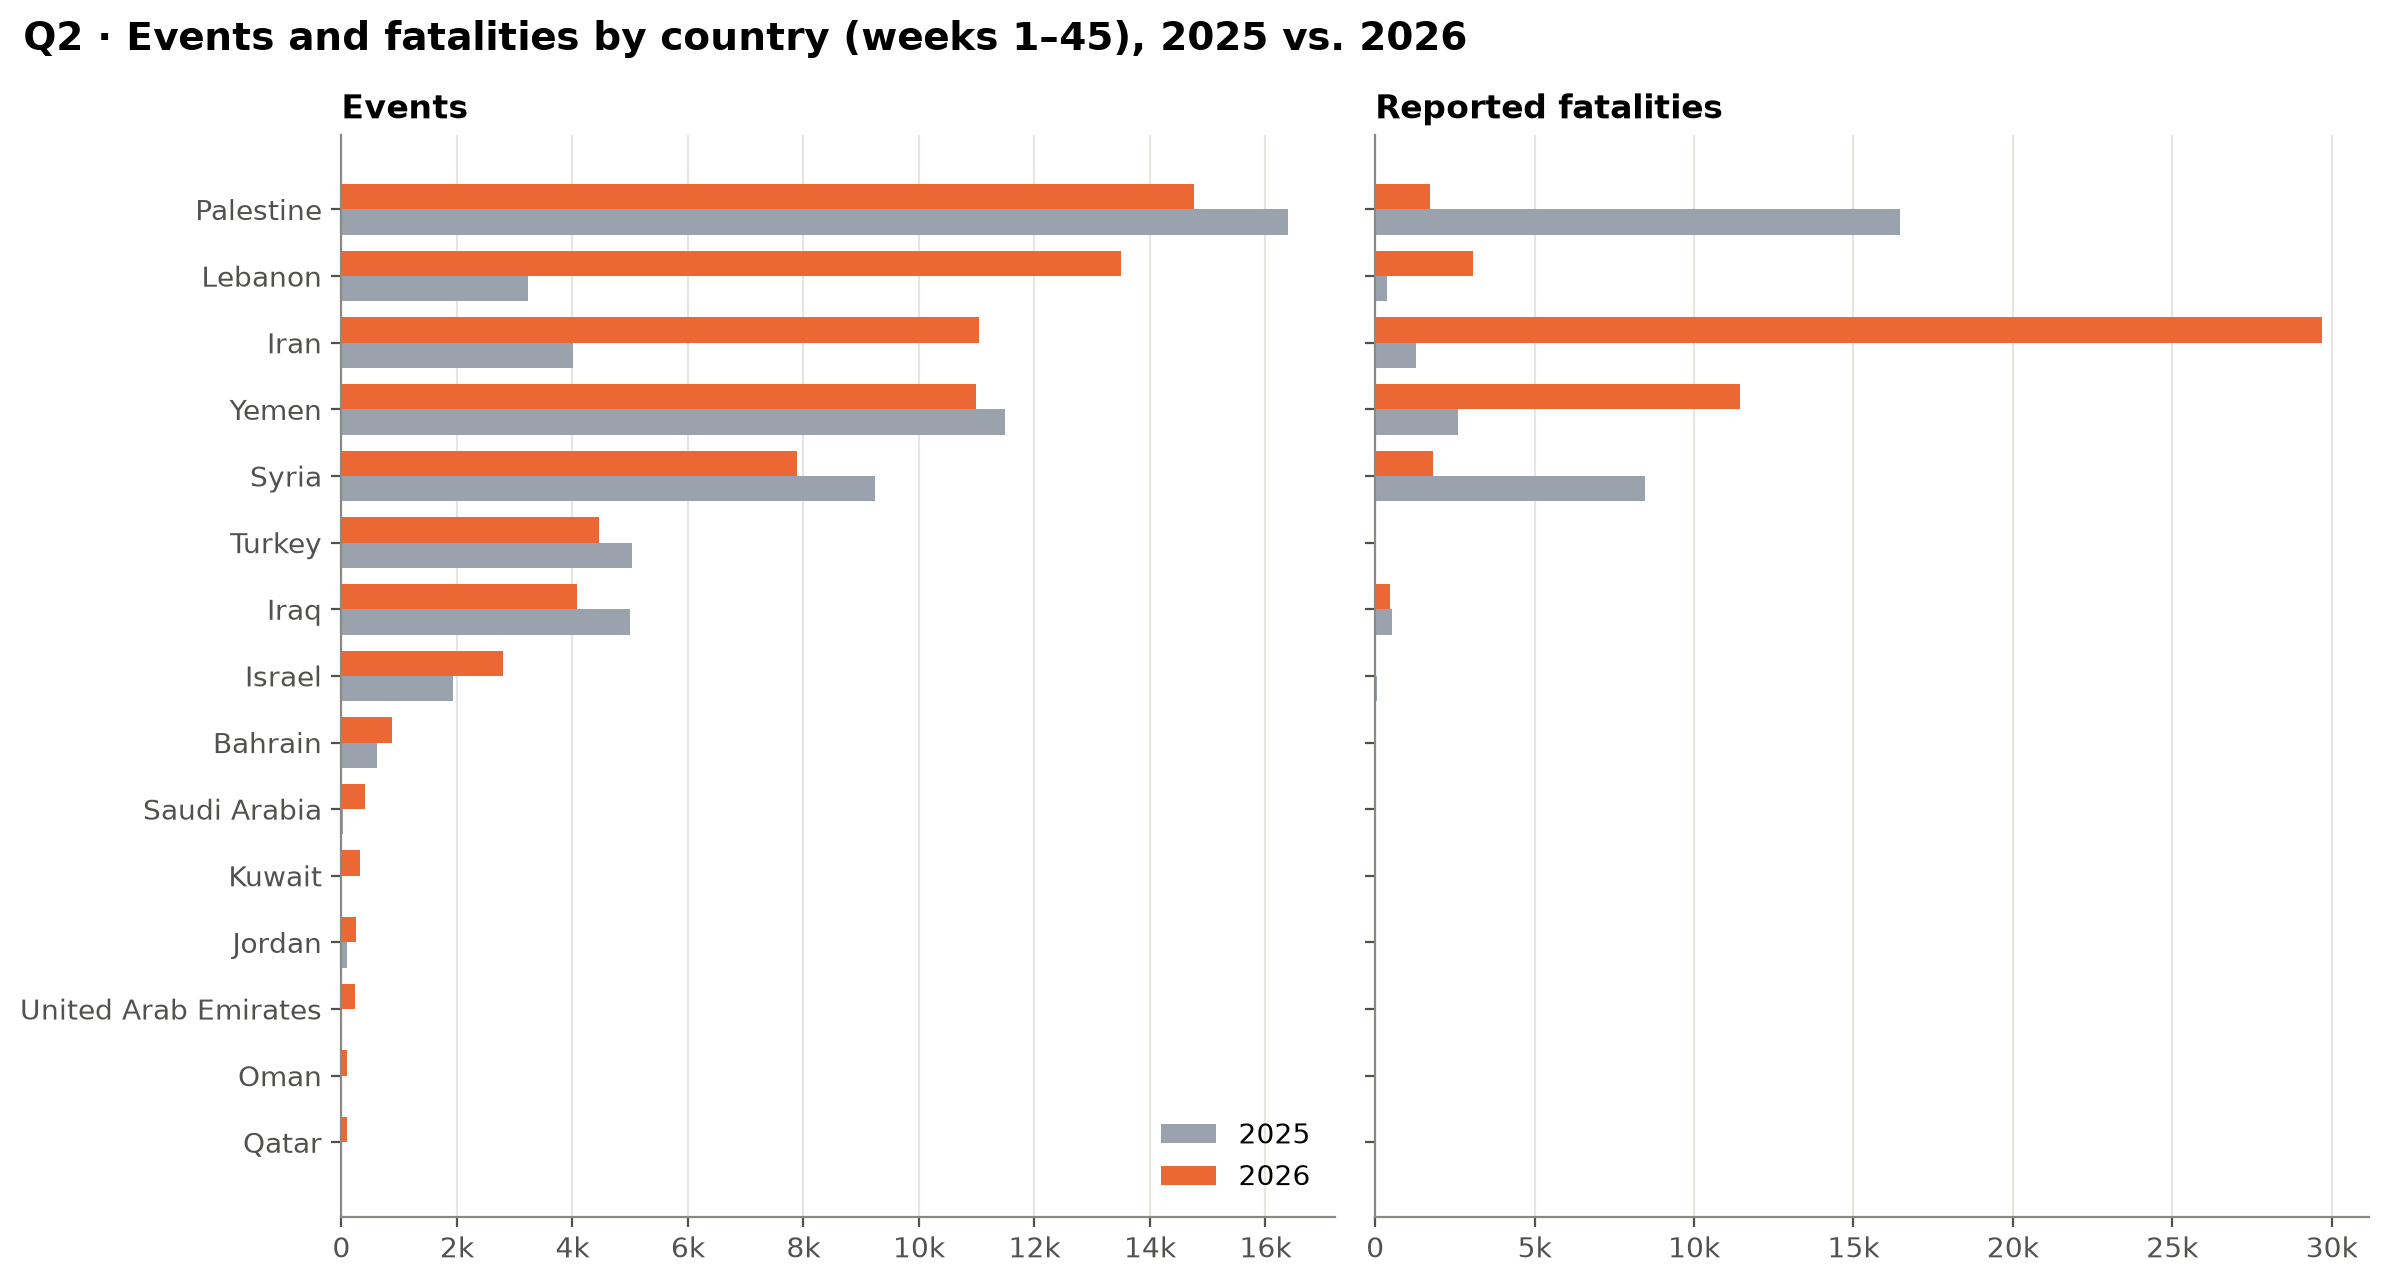 Q2 · Events and fatalities by country (weeks 1–45), 2025 vs. 2026
Events
Palestine
Lebanon
Iran
Yemen
Syria
Turkey
Iraq
Israel
Bahrain
Saudi Arabia
Kuwait
Jordan
United Arab Emirates
Oman
Qatar
2025
2026
0 2k 4k 6k 8k 10k 12k 14k 16k
Reported fatalities
0 5k 10k 15k 20k 25k 30k